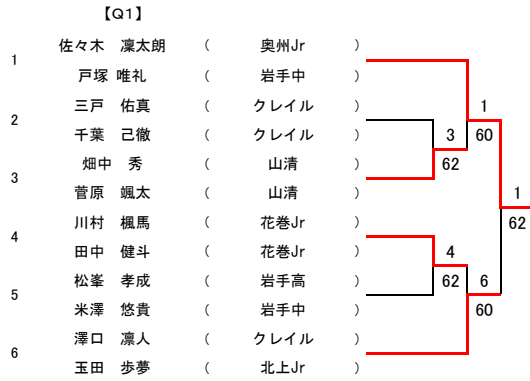 【Q1】
佐々木 凜太朗 ( 奥州Jr )
1
戸塚 唯礼 ( 岩手中 )
三戸 佑真 ( クレイル ) 1
2
千葉 己徹 ( クレイル ) 3 60
畑中 秀 ( 山清 ) 62
3
菅原 颯太 ( 山清 ) 1
川村 楓馬 ( 花巻Jr ) 62
4
田中 健斗 ( 花巻Jr ) 4
松峯 孝成 ( 岩手高 ) 62 6
5
米澤 悠貴 ( 岩手中 ) 60
澤口 凛人 ( クレイル )
6
玉田 歩夢 ( 北上Jr )